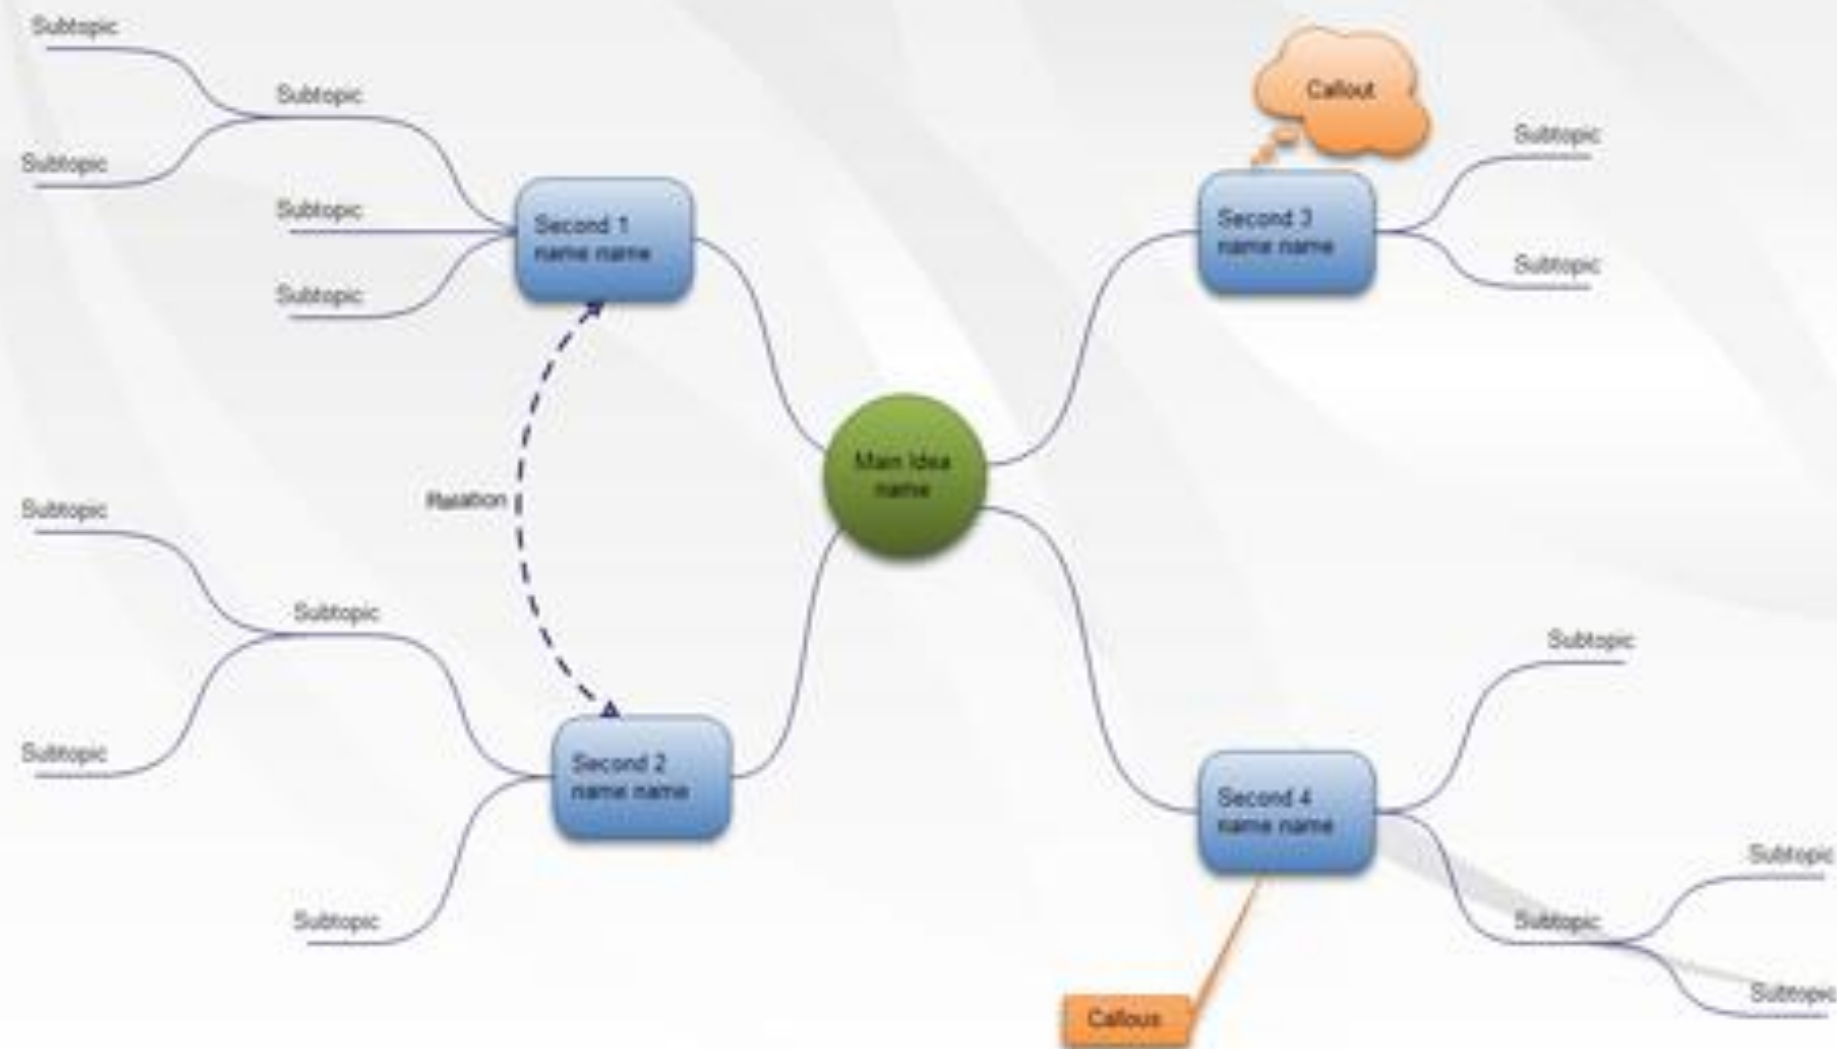 Subtopic
Subtopic
Subtopic
Subtopic
Subtopic
Second 1
name name
Relation
Subtopic
Subtopic
Subtopic
Subtopic
Second 2
name name
Main Idea
name
Callout
Second 3
name name
Subtopic
Subtopic
Subtopic
Second 4
name name
Subtopic
Subtopic
Subtopic
Callous